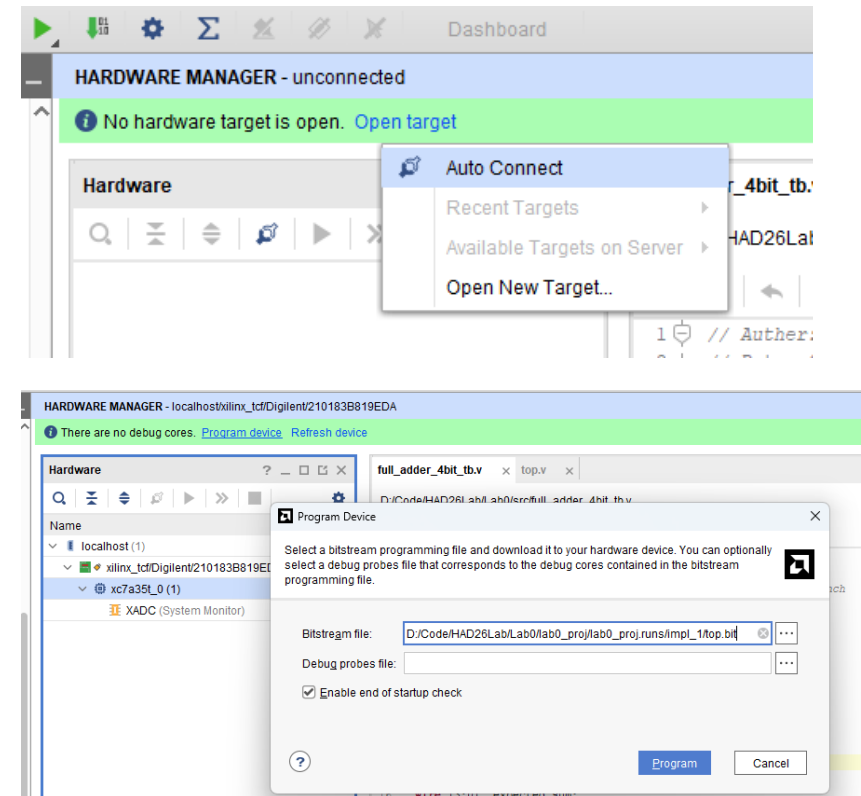 Dashboard
HARDWARE MANAGER - unconnected
No hardware target is open. Open target
Auto Connect
Hardware
r_4bit_tb.v
Recent Targets
HAD26Lab
Available Targets on Server
Open New Target...
1 // Auther:
HARDWARE MANAGER - localhost/xilinx_tcf/Digilent/210183B819EDA
There are no debug cores. Program device Refresh device
Hardware ? _ □ X
full_adder_4bit_tb.v x top.v x
D:/Code/HAD26Lab/Lab0/src/full_adder_4bit_tb.v
Program Device
Name
localhost (1)
Select a bitstream programming file and download it to your hardware device. You can optionally
select a debug probes file that corresponds to the debug cores contained in the bitstream
programming file.
xilinx_tcf/Digilent/210183B819ED
xc7a35t_0 (1)
XADC (System Monitor)
Bitstream file: D:/Code/HAD26Lab/Lab0/lab0_proj/lab0_proj.runs/impl_1/top.bit
Debug probes file:
Enable end of startup check
?
Program Cancel